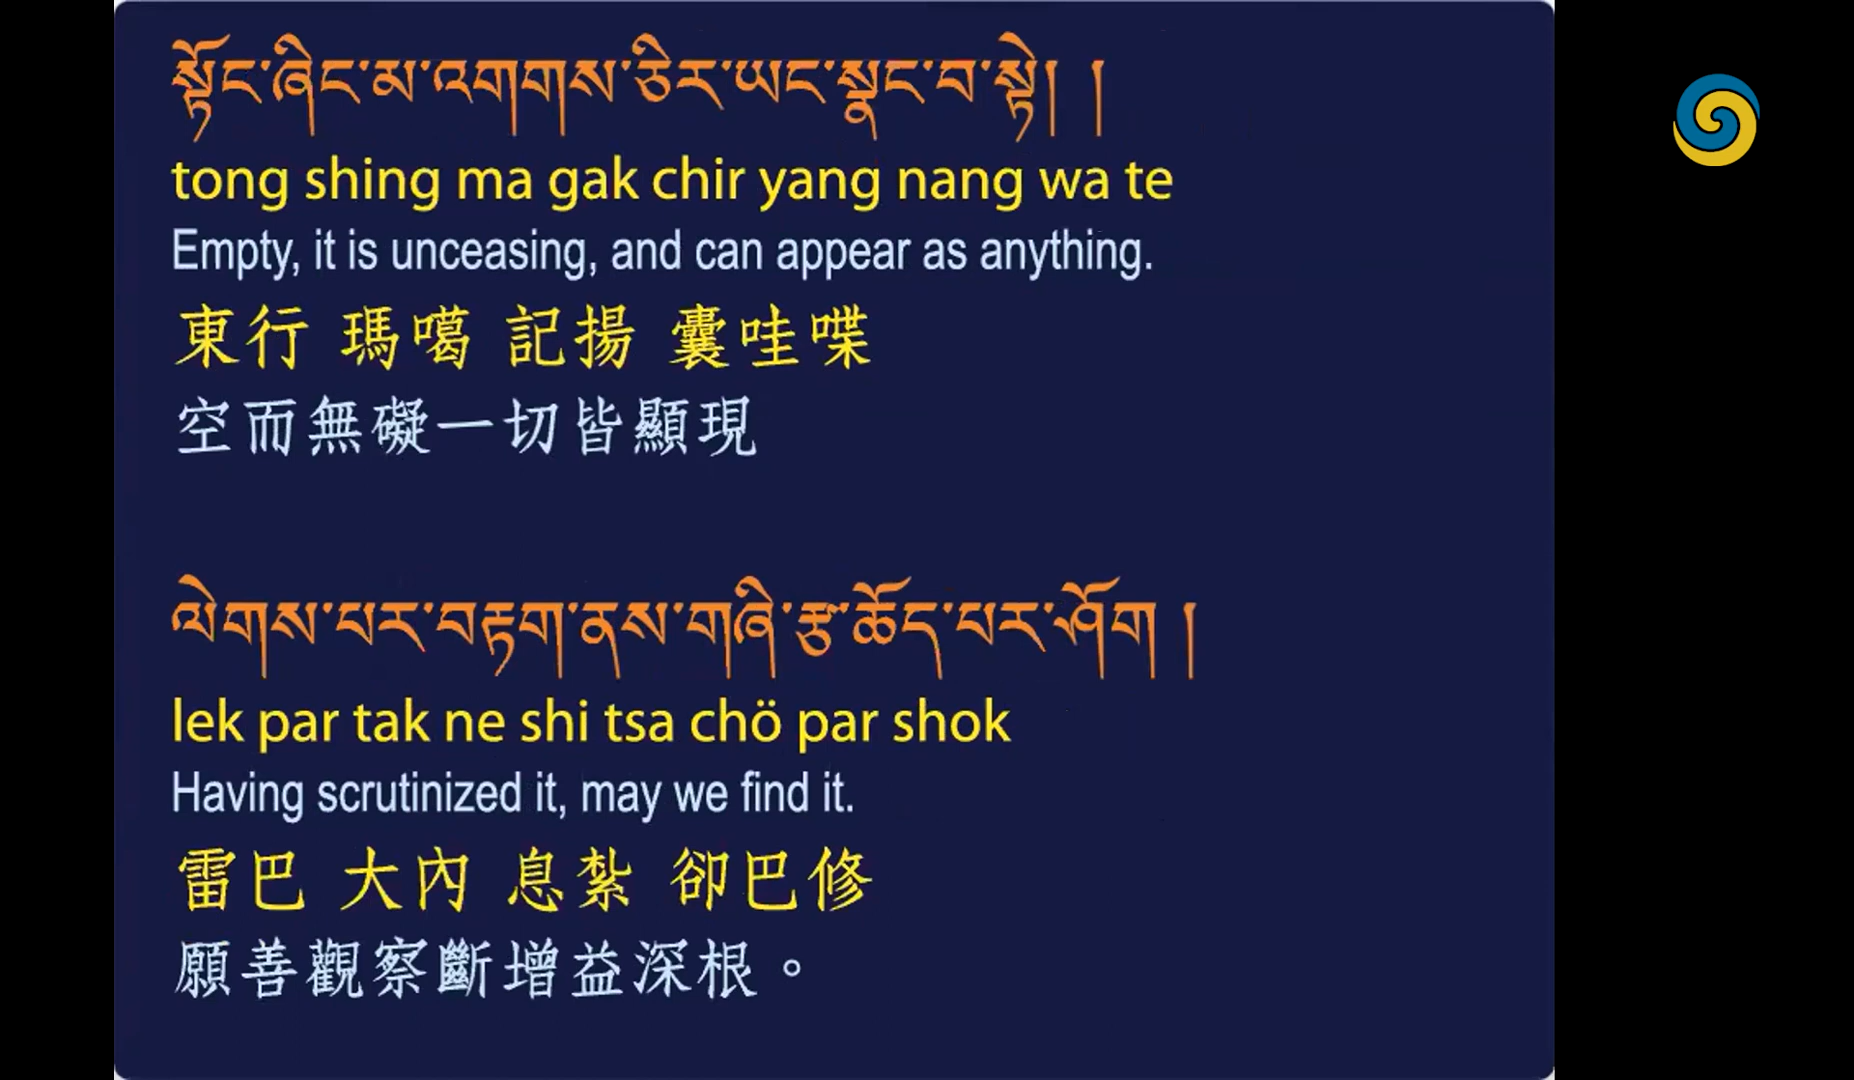 སྟོང་ཞིང་མ་འགགས་ཅིར་ཡང་སྣང་བ་སྟེ། །
tong shing ma gak chir yang nang wa te
Empty, it is unceasing, and can appear as anything.
東行 瑪噶 記揚 囊哇喋
空而無礙一切皆顯現
ལེགས་པར་བརྟག་ནས་གཞི་རྩ་ཆོད་པར་ཤོག །
lek par tak ne shi tsa chö par shok
Having scrutinized it, may we find it.
雷巴 大內 息紮 卻巴修
願善觀察斷增益深根。